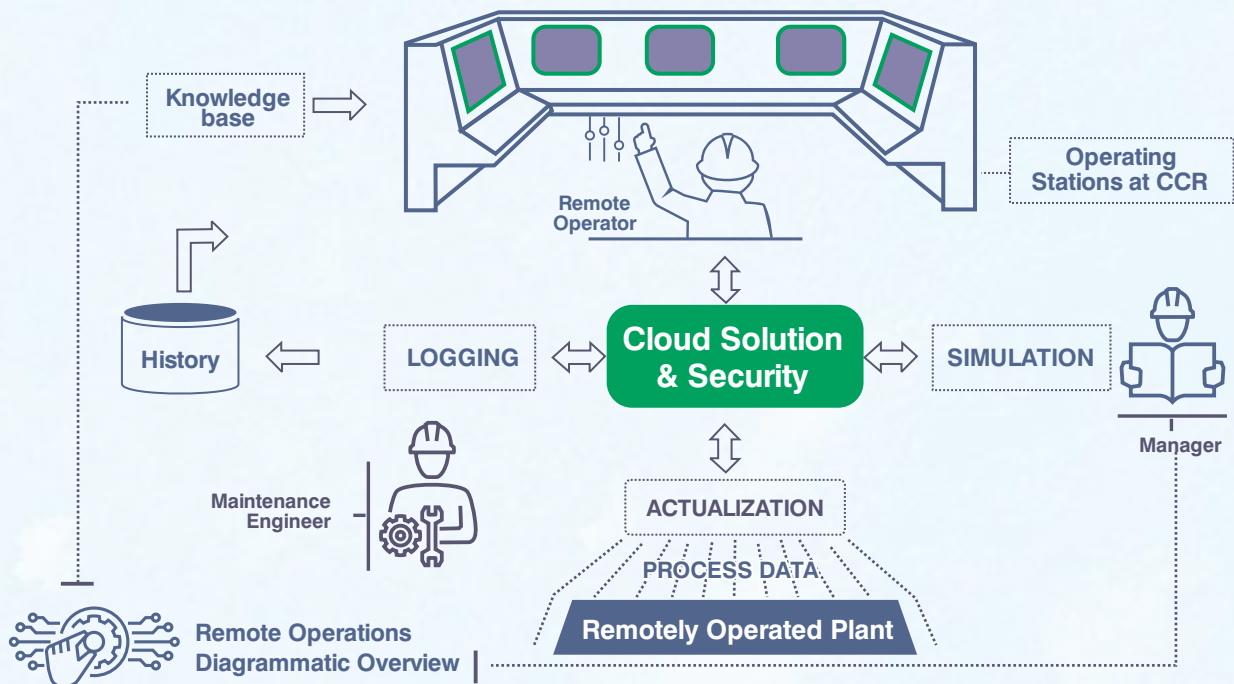 Knowledge
base
Operating
Stations at CCR
Remote
Operator
History
LOGGING
Cloud Solution
& Security
SIMULATION
Manager
Maintenance
Engineer
ACTUALIZATION
PROCESS DATA
Remotely Operated Plant
Remote Operations
Diagrammatic Overview